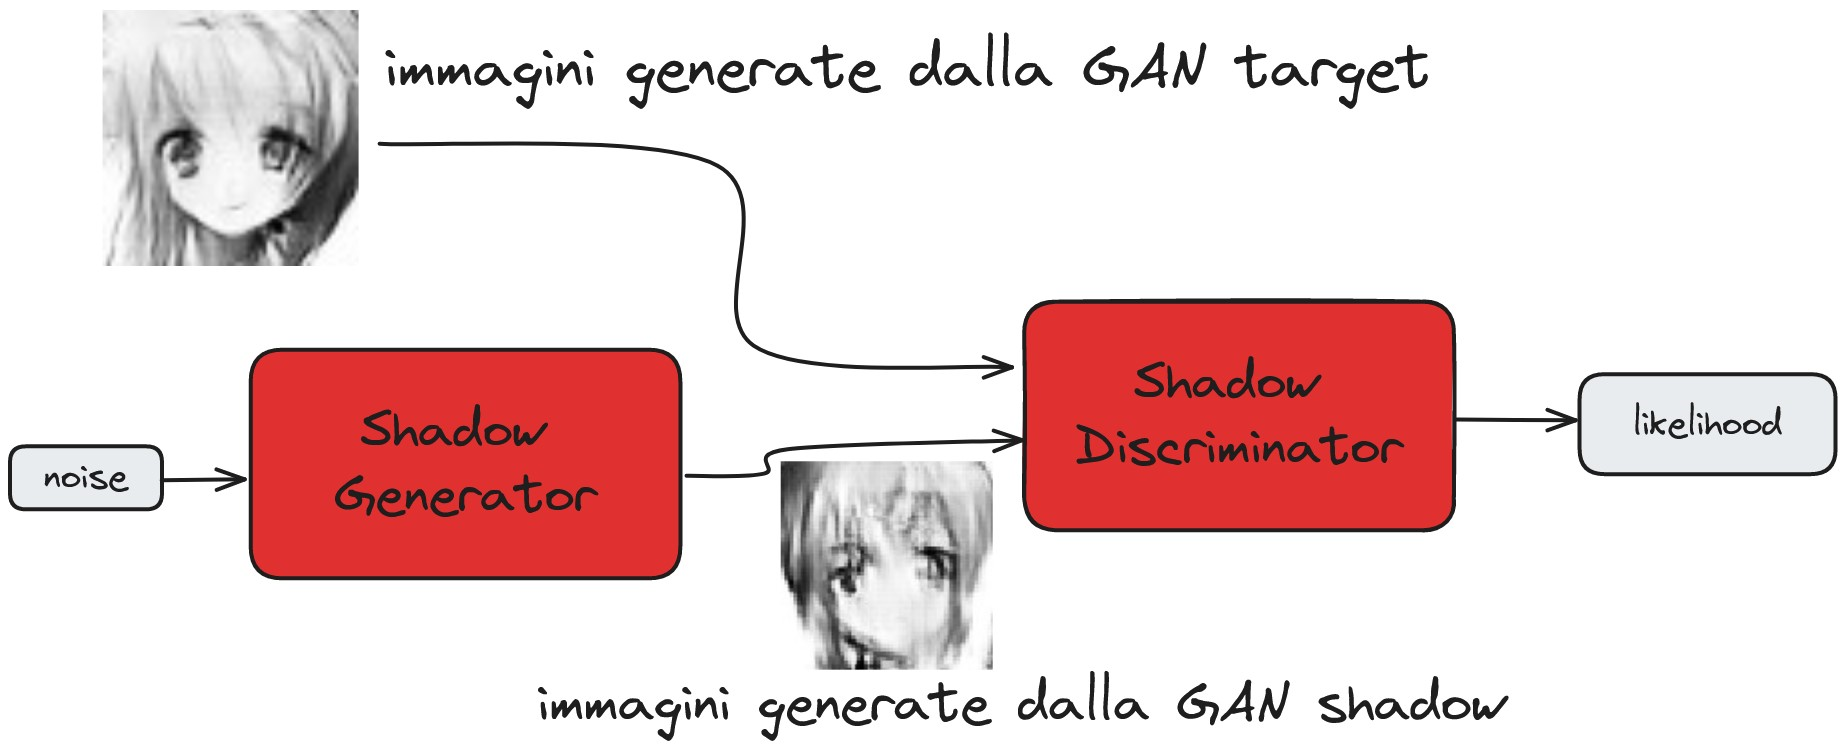 immagini generate dalla GAN target
Shadow
Generator
Shadow
Discriminator
noise
likelihood
immagini generate dalla GAN shadow